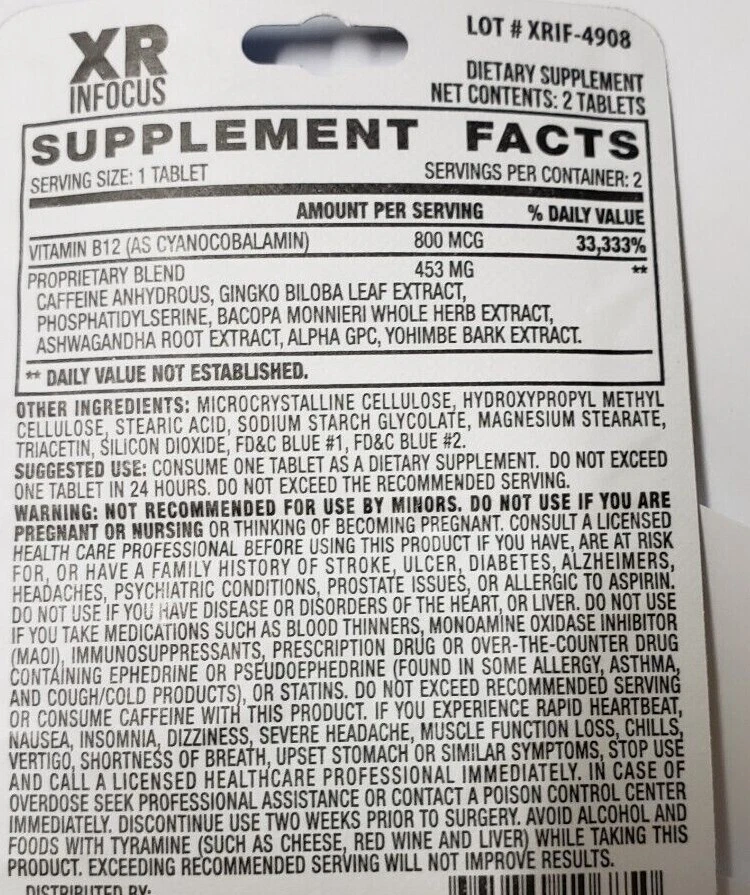 XR
INFOCUS
LOT # XRIF-4908
DIETARY SUPPLEMENT
NET CONTENTS: 2 TABLETS
SUPPLEMENT FACTS
SERVING SIZE: 1 TABLET SERVINGS PER CONTAINER: 2
AMOUNT PER SERVING % DAILY VALUE
VITAMIN B12 (AS CYANOCOBALAMIN) 800 MCG 33,333%
PROPRIETARY BLEND 453 MG **
CAFFEINE ANHYDROUS, GINGKO BILOBA LEAF EXTRACT,
PHOSPHATIDYLSERINE, BACOPA MONNIERI WHOLE HERB EXTRACT,
ASHWAGANDHA ROOT EXTRACT, ALPHA GPC, YOHIMBE BARK EXTRACT.
** DAILY VALUE NOT ESTABLISHED.
OTHER INGREDIENTS: MICROCRYSTALLINE CELLULOSE, HYDROXYPROPYL METHYL
CELLULOSE, STEARIC ACID, SODIUM STARCH GLYCOLATE, MAGNESIUM STEARATE,
TRIACETIN, SILICON DIOXIDE, FD&C BLUE #1, FD&C BLUE #2.
SUGGESTED USE: CONSUME ONE TABLET AS A DIETARY SUPPLEMENT. DO NOT EXCEED
ONE TABLET IN 24 HOURS. DO NOT EXCEED THE RECOMMENDED SERVING.
WARNING: NOT RECOMMENDED FOR USE BY MINORS. DO NOT USE IF YOU ARE
PREGNANT OR NURSING OR THINKING OF BECOMING PREGNANT. CONSULT A LICENSED
HEALTH CARE PROFESSIONAL BEFORE USING THIS PRODUCT IF YOU HAVE, ARE AT RISK
FOR, OR HAVE A FAMILY HISTORY OF STROKE, ULCER, DIABETES, ALZHEIMERS,
HEADACHES, PSYCHIATRIC CONDITIONS, PROSTATE ISSUES, OR ALLERGIC TO ASPIRIN.
DO NOT USE IF YOU HAVE DISEASE OR DISORDERS OF THE HEART, OR LIVER. DO NOT USE
IF YOU TAKE MEDICATIONS SUCH AS BLOOD THINNERS, MONOAMINE OXIDASE INHIBITOR
(MAOI), IMMUNOSUPPRESSANTS, PRESCRIPTION DRUG OR OVER-THE-COUNTER DRUG
CONTAINING EPHEDRINE OR PSEUDOEPHEDRINE (FOUND IN SOME ALLERGY, ASTHMA,
AND COUGH/COLD PRODUCTS), OR STATINS. DO NOT EXCEED RECOMMENDED SERVING
OR CONSUME CAFFEINE WITH THIS PRODUCT. IF YOU EXPERIENCE RAPID HEARTBEAT,
NAUSEA, INSOMNIA, DIZZINESS, SEVERE HEADACHE, MUSCLE FUNCTION LOSS, CHILLS,
VERTIGO, SHORTNESS OF BREATH, UPSET STOMACH OR SIMILAR SYMPTOMS, STOP USE
AND CALL A LICENSED HEALTHCARE PROFESSIONAL IMMEDIATELY. IN CASE OF
OVERDOSE SEEK PROFESSIONAL ASSISTANCE OR CONTACT A POISON CONTROL CENTER
IMMEDIATELY. DISCONTINUE USE TWO WEEKS PRIOR TO SURGERY. AVOID ALCOHOL AND
FOODS WITH TYRAMINE (SUCH AS CHEESE, RED WINE AND LIVER) WHILE TAKING THIS
PRODUCT. EXCEEDING RECOMMENDED SERVING WILL NOT IMPROVE RESULTS.
DISTRIBUTED BY: